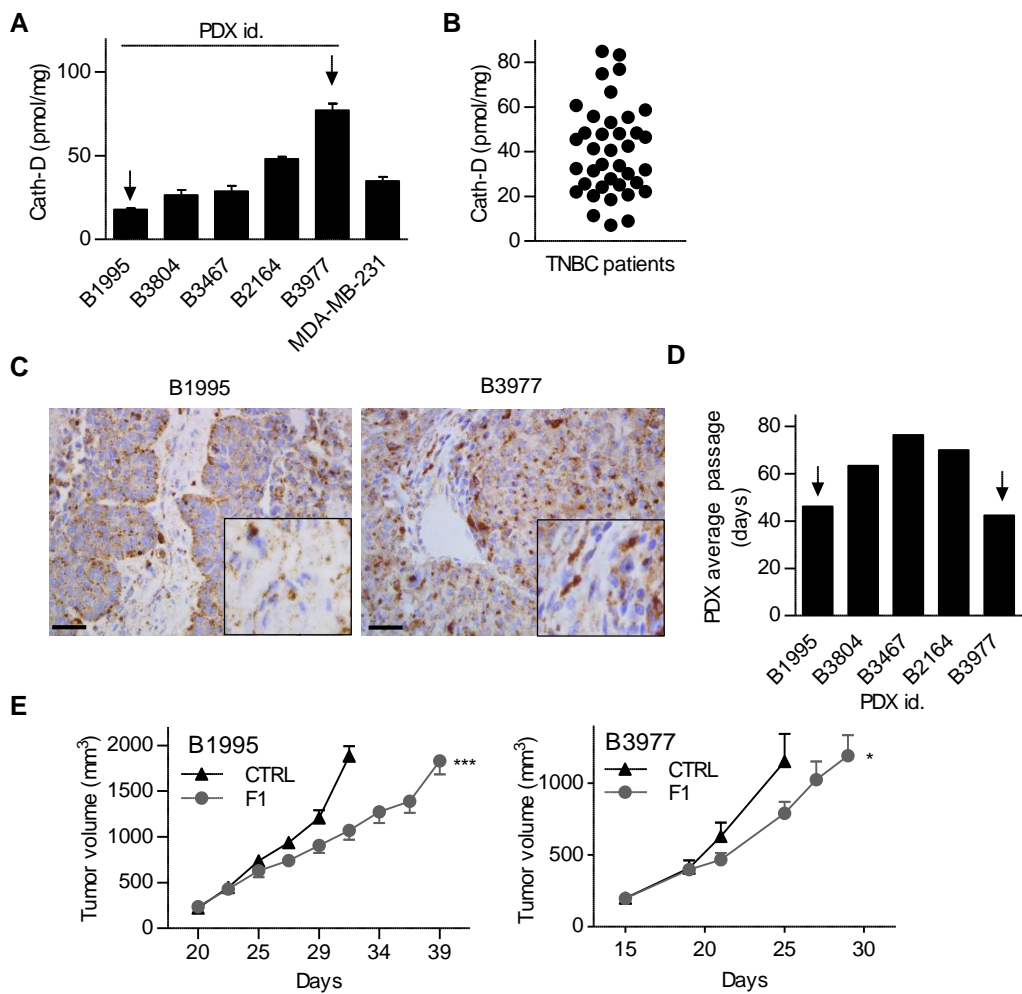 A
PDX id.
Cath-D (pmol/mg)
100
50
0
B1995
B3804
B3467
B2164
B3977
MDA-MB-231
B
Cath-D (pmol/mg)
80
60
40
20
0
TNBC patients
C
B1995
B3977
D
PDX average passage
(days)
80
60
40
20
0
B1995
B3804
B3467
B2164
B3977
PDX id.
E
Tumor volume (mm³)
2000
1500
1000
500
0
B1995
CTRL
F1
***
20 25 29 34 39
Days
Tumor volume (mm³)
1000
500
0
B3977
CTRL
F1
*
15 20 25 30
Days